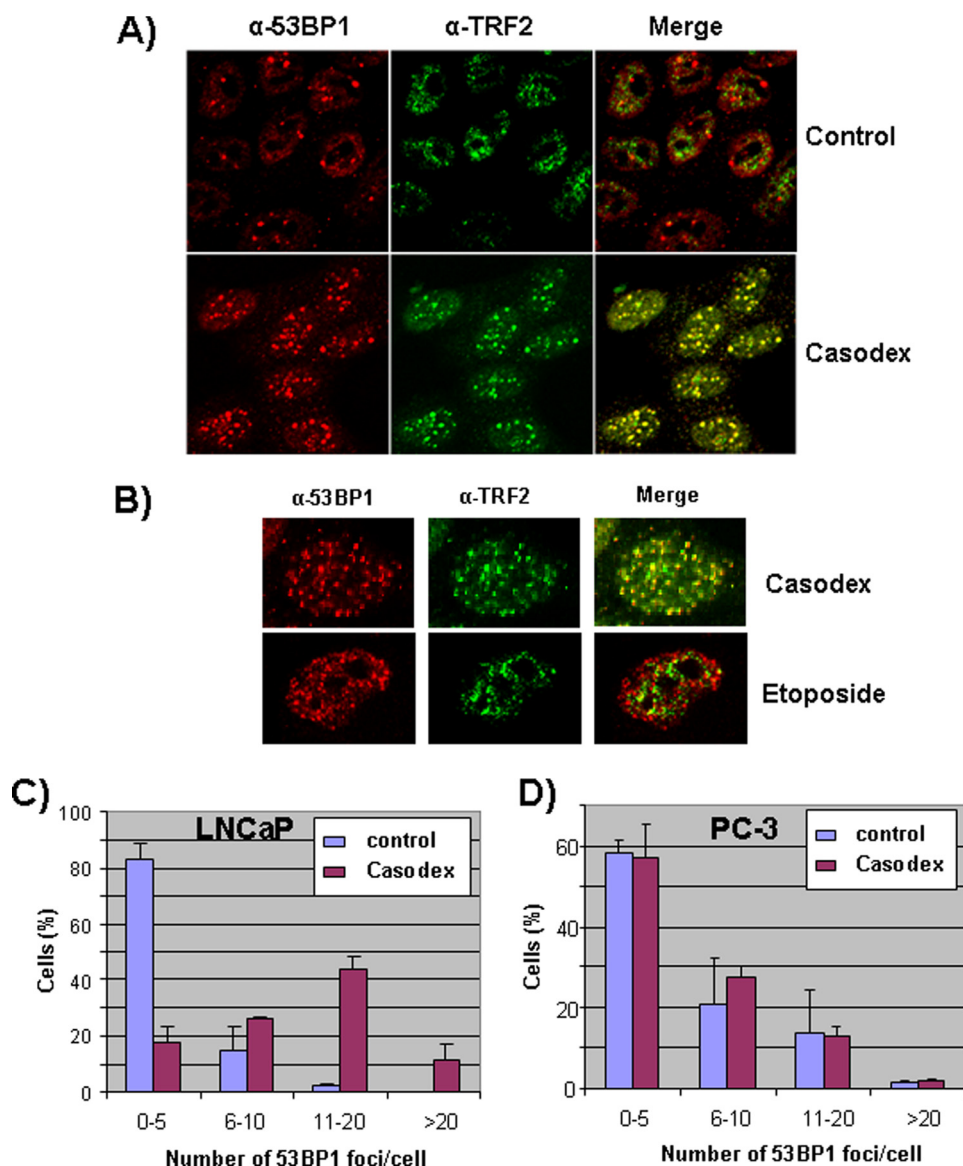 A)
α-53BP1 α-TRF2 Merge
Control
Casodex
B)
α-53BP1 α-TRF2 Merge
Casodex
Etoposide
C)
LNCaP
control
Casodex
Cells (%)
100
80
60
40
20
0
0-5 6-10 11-20 >20
Number of 53BP1 foci/cell
D)
PC-3
control
Casodex
Cells (%)
60
40
20
0
0-5 6-10 11-20 >20
Number of 53BP1 foci/cell